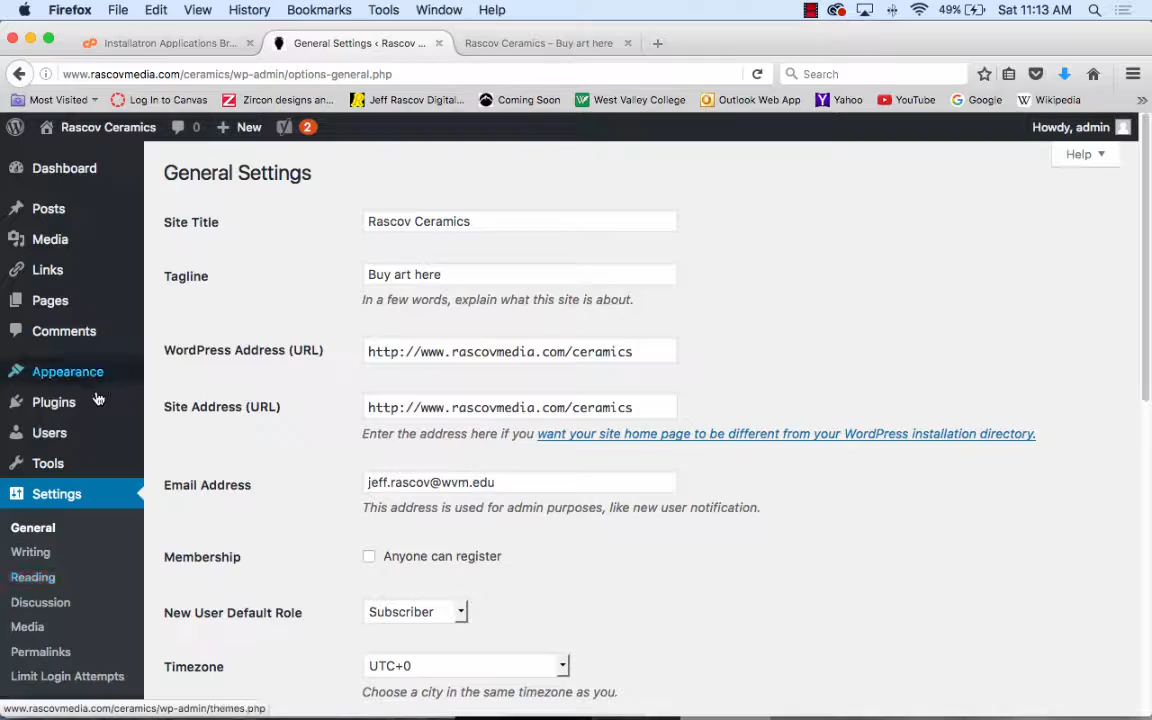 Firefox File Edit View History Bookmarks Tools Window Help 49% Sat 11:13 AM
Installatron Applications Br... × General Settings ‹ Rascov ... × Rascov Ceramics – Buy art here × +
www.rascovmedia.com/ceramics/wp-admin/options-general.php Search
Most Visited Log In to Canvas Zircon designs an... Jeff Rascov Digital... Coming Soon West Valley College Outlook Web App Yahoo YouTube Google Wikipedia »
Rascov Ceramics 0 + New 2 Howdy, admin
Help
Dashboard
Posts
Media
Links
Pages
Comments
Appearance
Plugins
Users
Tools
Settings
General
Writing
Reading
Discussion
Media
Permalinks
Limit Login Attempts
General Settings
Site Title Rascov Ceramics
Tagline Buy art here
In a few words, explain what this site is about.
WordPress Address (URL) http://www.rascovmedia.com/ceramics
Site Address (URL) http://www.rascovmedia.com/ceramics
Enter the address here if you want your site home page to be different from your WordPress installation directory.
Email Address jeff.rascov@wvm.edu
This address is used for admin purposes, like new user notification.
Membership Anyone can register
New User Default Role Subscriber
Timezone UTC+0
Choose a city in the same timezone as you.
www.rascovmedia.com/ceramics/wp-admin/themes.php